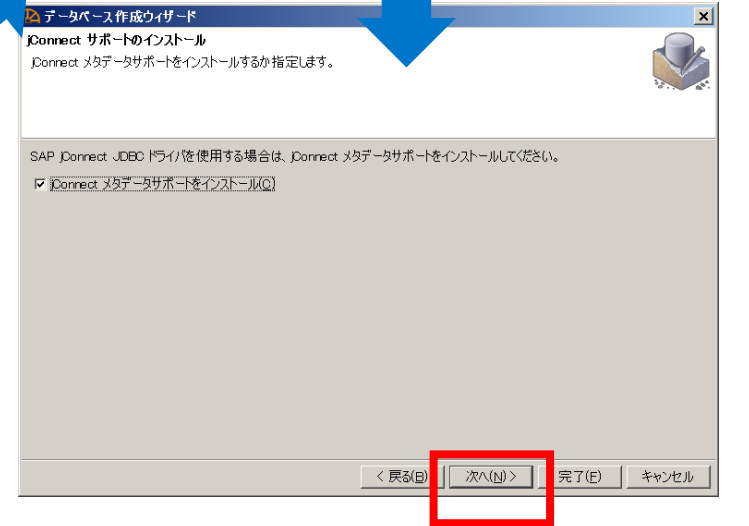 データベース作成ウィザード
jConnect サポートのインストール
jConnect メタデータサポートをインストールするか指定します。
SAP jConnect JDBC ドライバを使用する場合は、jConnect メタデータサポートをインストールしてください。
jConnect メタデータサポートをインストール(C)
< 戻る(B) 次へ(N) > 完了(F) キャンセル